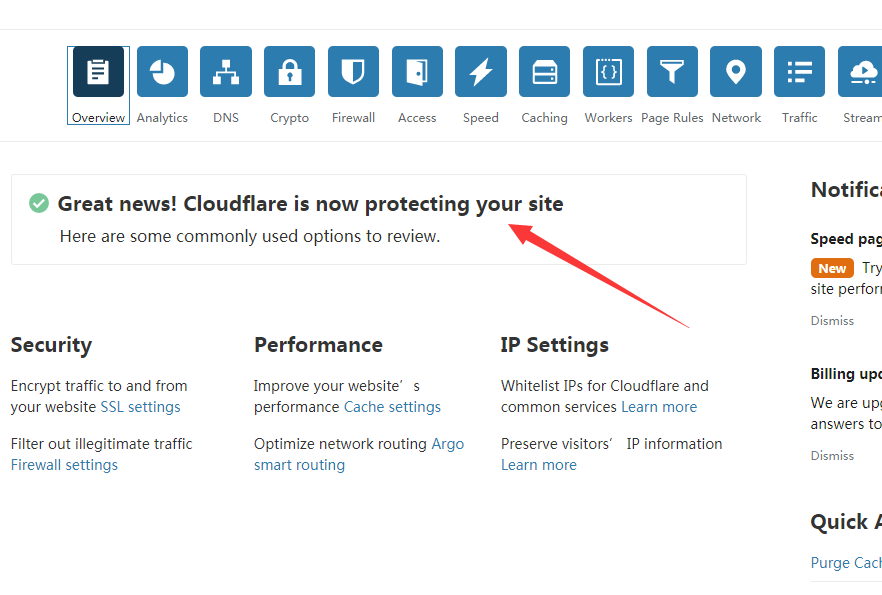 Overview Analytics DNS Crypto Firewall Access Speed Caching Workers Page Rules Network Traffic Stream
Great news! Cloudflare is now protecting your site
Here are some commonly used options to review.
Security
Encrypt traffic to and from
your website SSL settings
Filter out illegitimate traffic
Firewall settings
Performance
Improve your website’s
performance Cache settings
Optimize network routing Argo
smart routing
IP Settings
Whitelist IPs for Cloudflare and
common services Learn more
Preserve visitors’ IP information
Learn more
Notifica
Speed pag
New Try
site perfor
Dismiss
Billing upd
We are upg
answers to
Dismiss
Quick A
Purge Cach